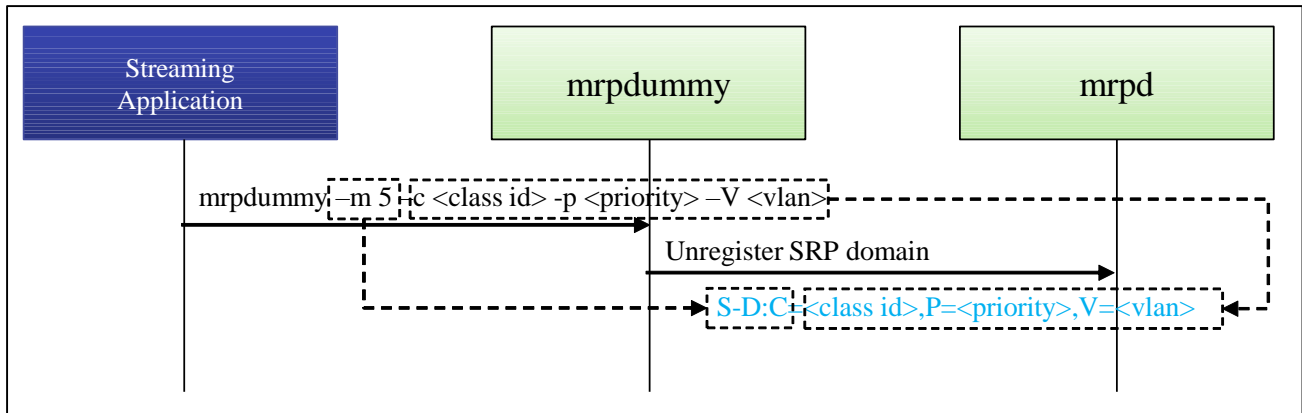 Streaming
Application
mrpdummy
mrpd
mrpdummy –m 5 –c <class id> -p <priority> –V <vlan>
Unregister SRP domain
S-D:C=<class id>,P=<priority>,V=<vlan>